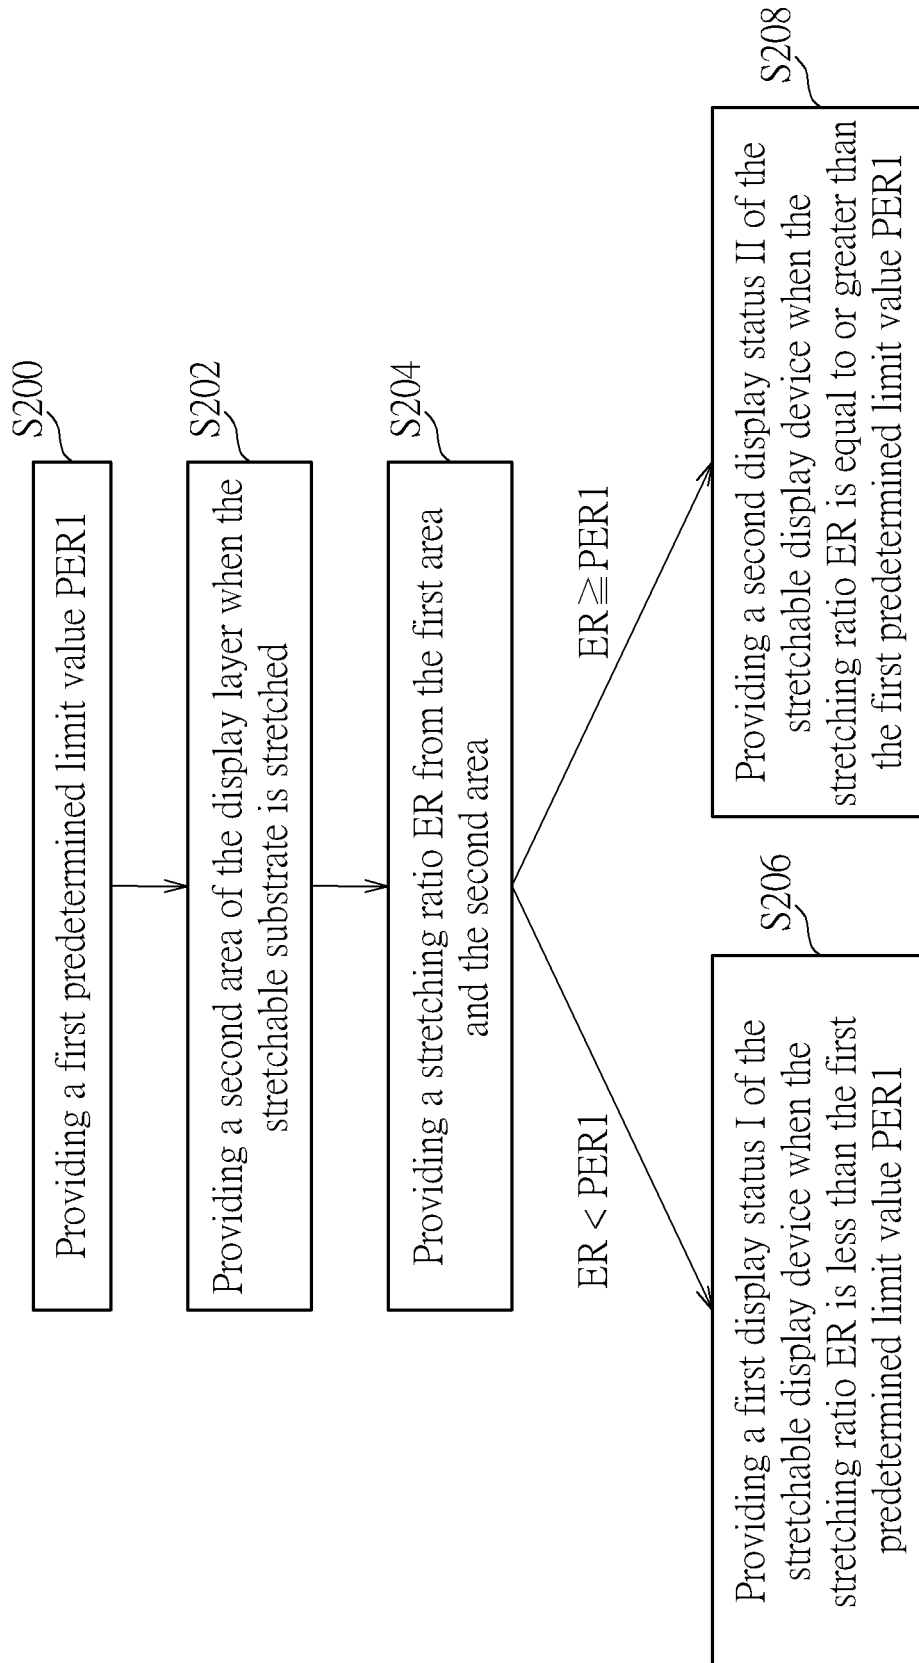 S200
Providing a first predetermined limit value PER1
S202
Providing a second area of the display layer when the
stretchable substrate is stretched
S204
Providing a stretching ratio ER from the first area
and the second area
ER < PER1
ER≧PER1
S206
Providing a first display status I of the
stretchable display device when the
stretching ratio ER is less than the first
predetermined limit value PER1
S208
Providing a second display status II of the
stretchable display device when the
stretching ratio ER is equal to or greater than
the first predetermined limit value PER1